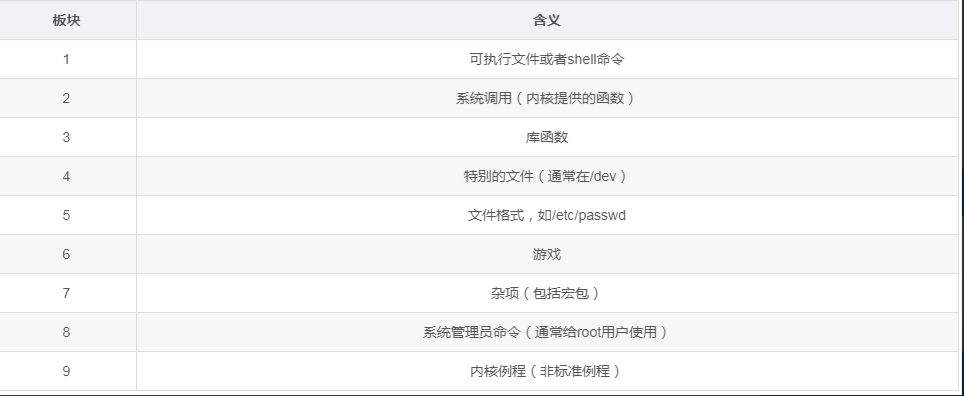 板块 含义
1 可执行文件或者shell命令
2 系统调用（内核提供的函数）
3 库函数
4 特别的文件（通常在/dev）
5 文件格式，如/etc/passwd
6 游戏
7 杂项（包括宏包）
8 系统管理员命令（通常给root用户使用）
9 内核例程（非标准例程）